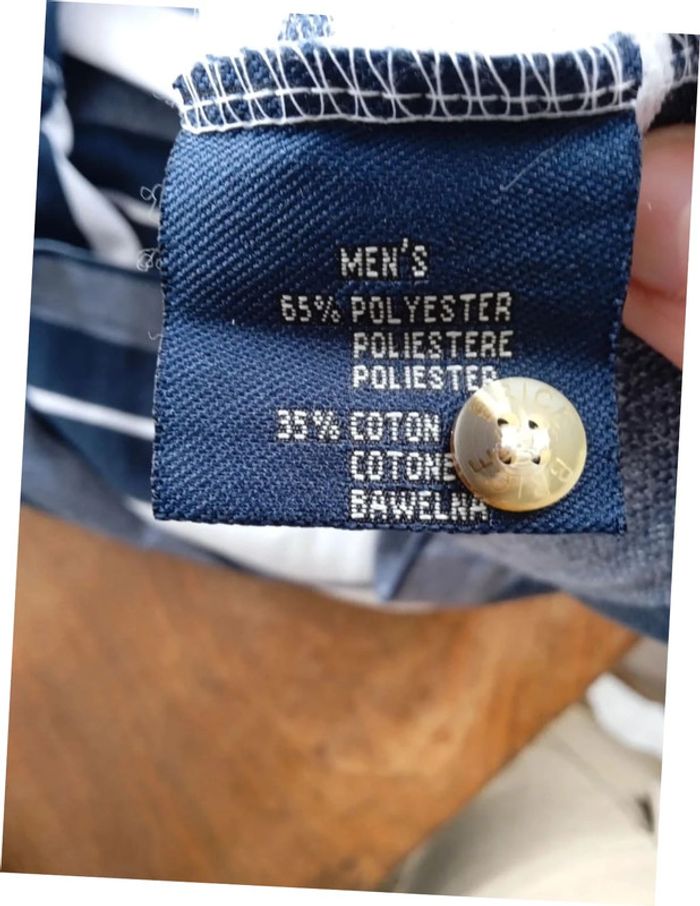 MEN'S
65% POLYESTER
POLIESTERE
POLIESTER
35% COTON
COTONE
BAWELNA